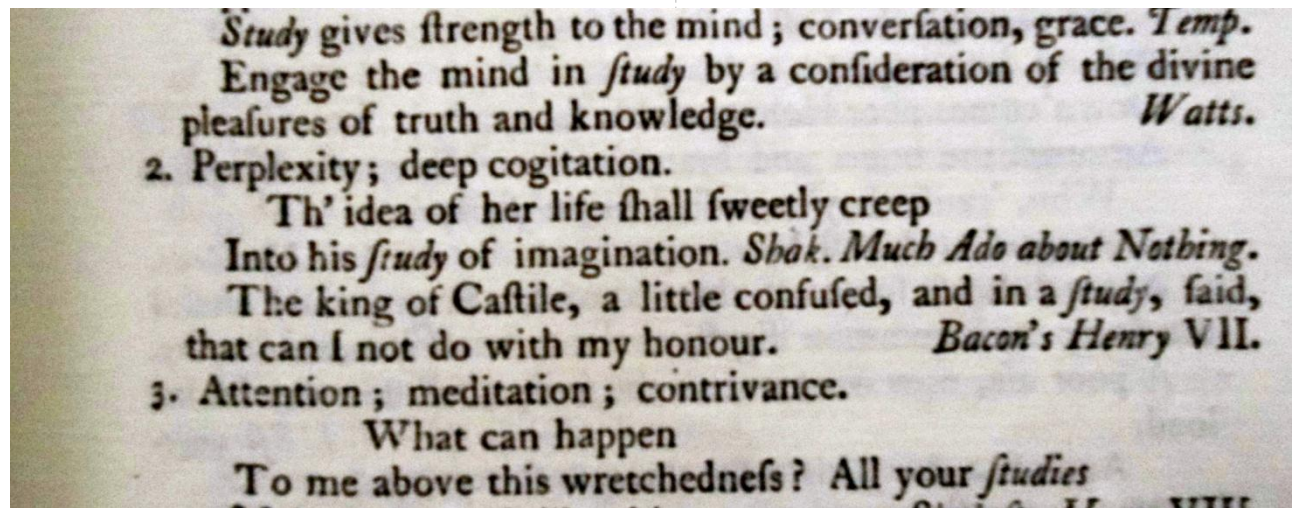 Study gives ſtrength to the mind ; converſation, grace. Temp.
Engage the mind in ſtudy by a conſideration of the divine
pleaſures of truth and knowledge. Watts.
2. Perplexity ; deep cogitation.
Th' idea of her life ſhall ſweetly creep
Into his ſtudy of imagination. Shak. Much Ado about Nothing.
The king of Caſtile, a little confuſed, and in a ſtudy, ſaid,
that can I not do with my honour. Bacon's Henry VII.
3. Attention ; meditation ; contrivance.
What can happen
To me above this wretchedneſs ? All your ſtudies
VIII.